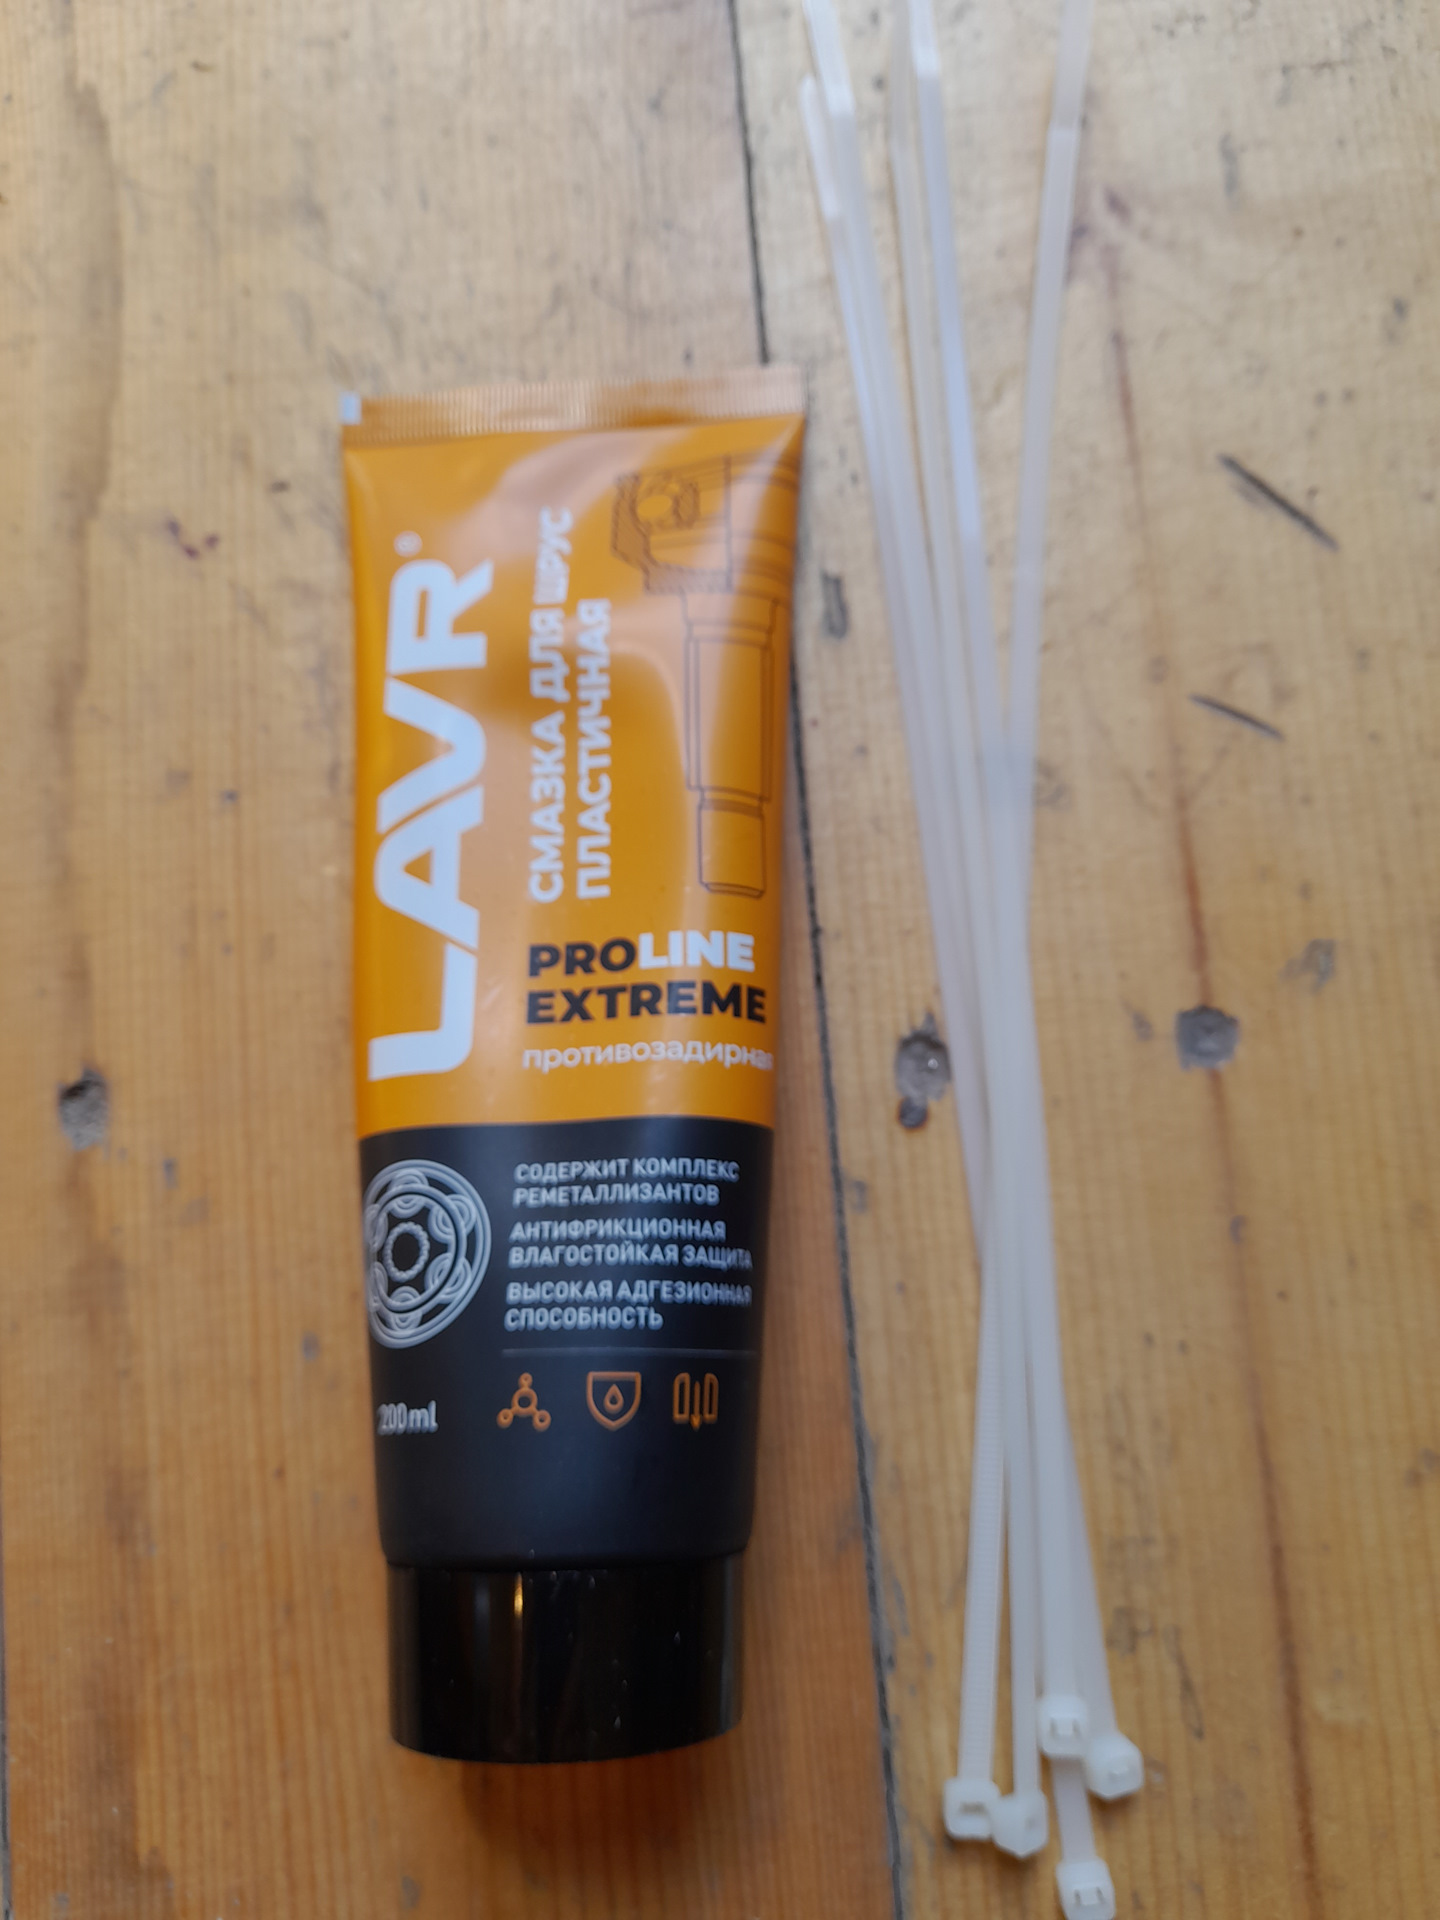 LAVR®
СМАЗКА ДЛЯ ШРУС
ПЛАСТИЧНАЯ
PROLINE
EXTREME
противозадирная
СОДЕРЖИТ КОМПЛЕКС
РЕМЕТАЛЛИЗАНТОВ
АНТИФРИКЦИОННАЯ
ВЛАГОСТОЙКАЯ ЗАЩИТА
ВЫСОКАЯ АДГЕЗИОННАЯ
СПОСОБНОСТЬ
200ml